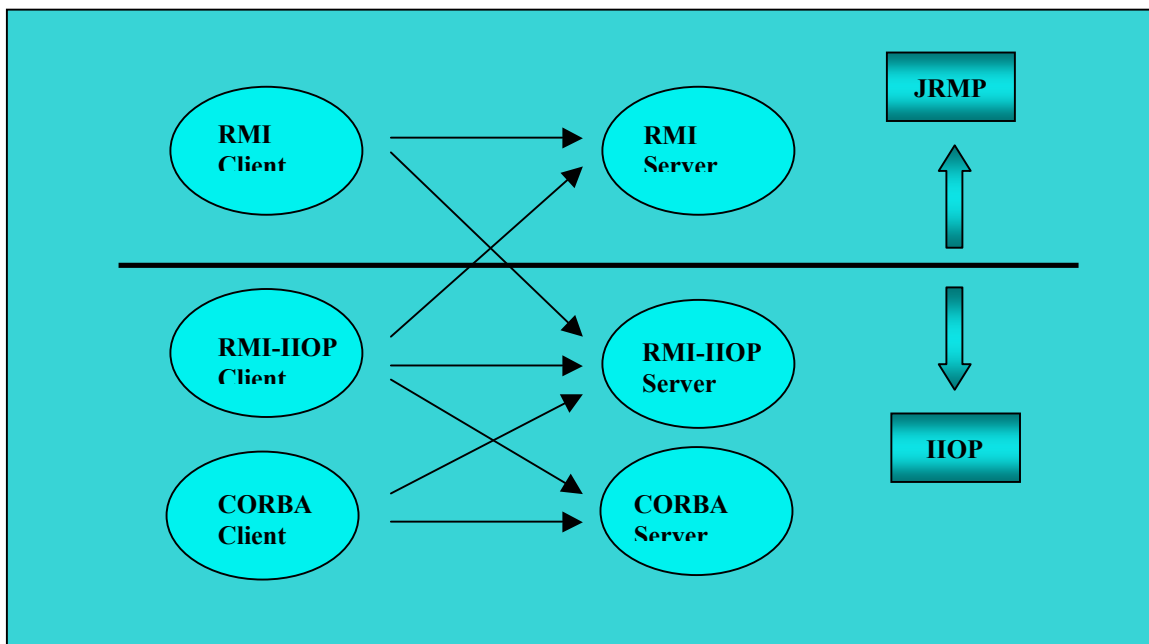 JRMP
RMI
Client
RMI
Server
RMI-IIOP
Client
RMI-IIOP
Server
IIOP
CORBA
Client
CORBA
Server